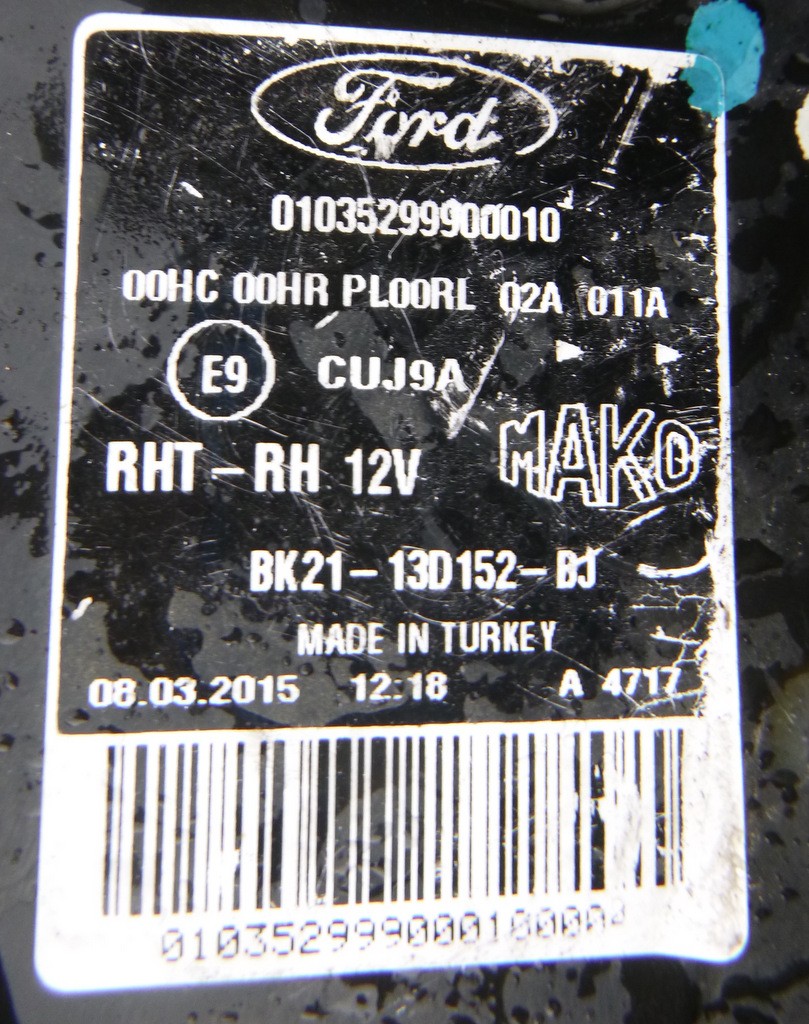 Ford
01035299900010
00HC 00HR PL00RL 02A 011A
E9 CUJ9A
RHT-RH 12V MAKO
BK21-13D152-BJ
MADE IN TURKEY
08.03.2015 12:18 A 4717